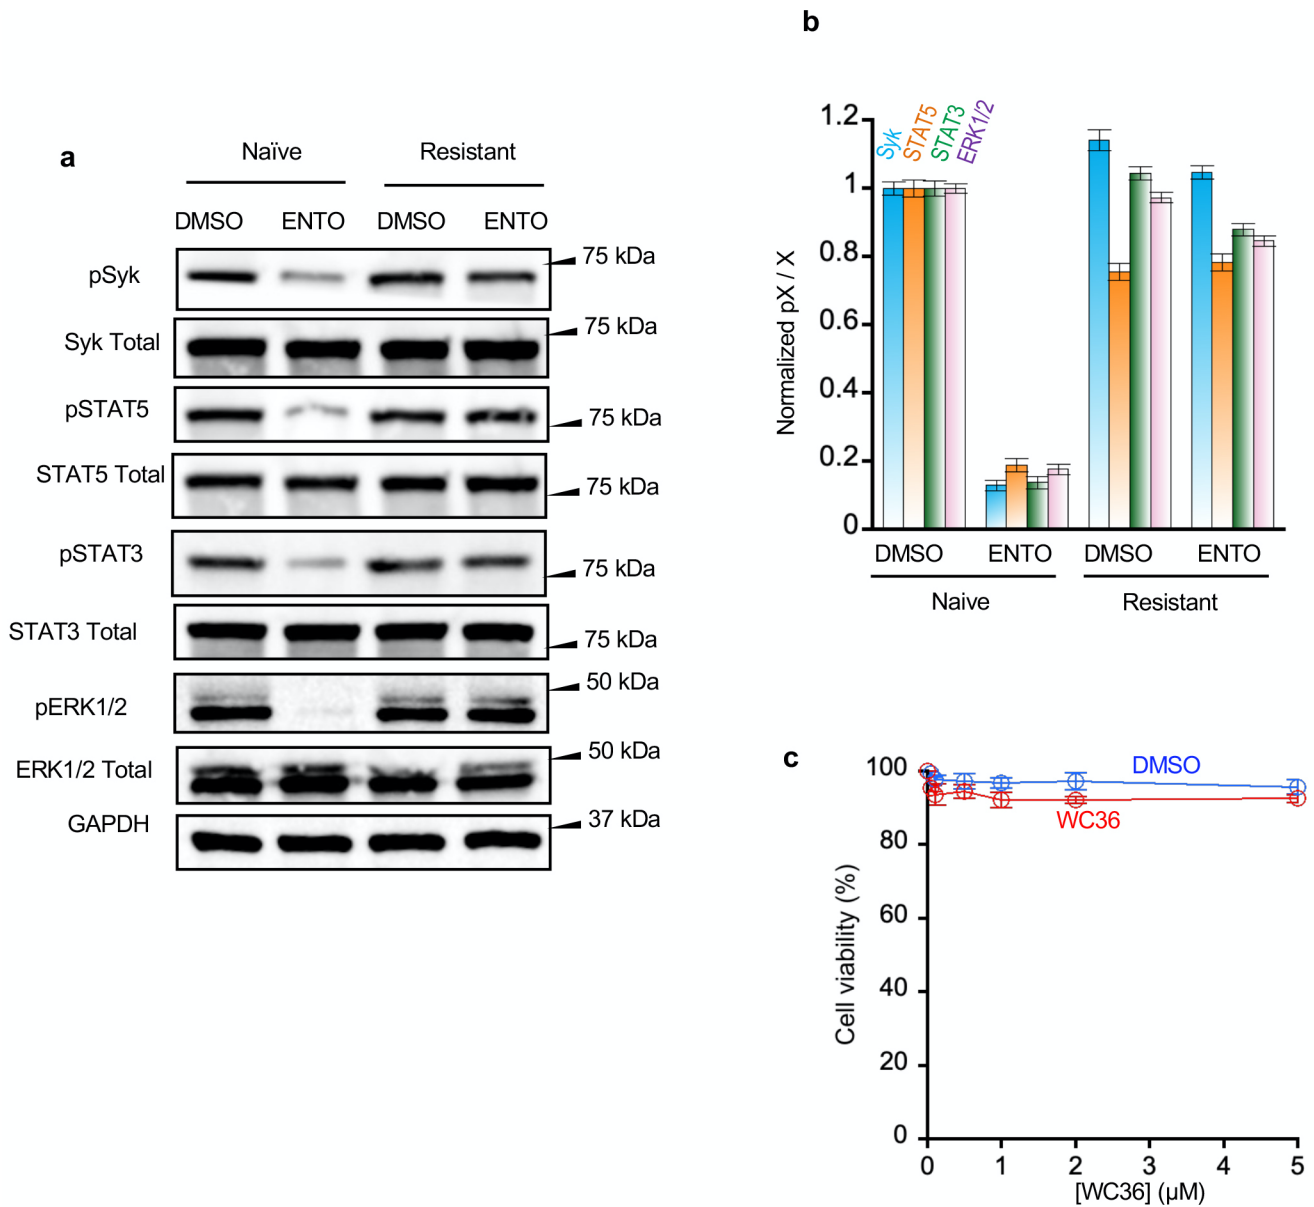 a
Naïve Resistant
DMSO ENTO DMSO ENTO
pSyk 75 kDa
Syk Total 75 kDa
pSTAT5 75 kDa
STAT5 Total 75 kDa
pSTAT3 75 kDa
STAT3 Total 75 kDa
pERK1/2 50 kDa
ERK1/2 Total 50 kDa
GAPDH 37 kDa
b
Normalized pX / X
1.2
1
0.8
0.6
0.4
0.2
0
Syk
STAT5
STAT3
ERK1/2
DMSO ENTO DMSO ENTO
Naive Resistant
c
Cell viability (%)
100
80
60
40
20
0
DMSO
WC36
0 1 2 3 4 5
[WC36] (µM)